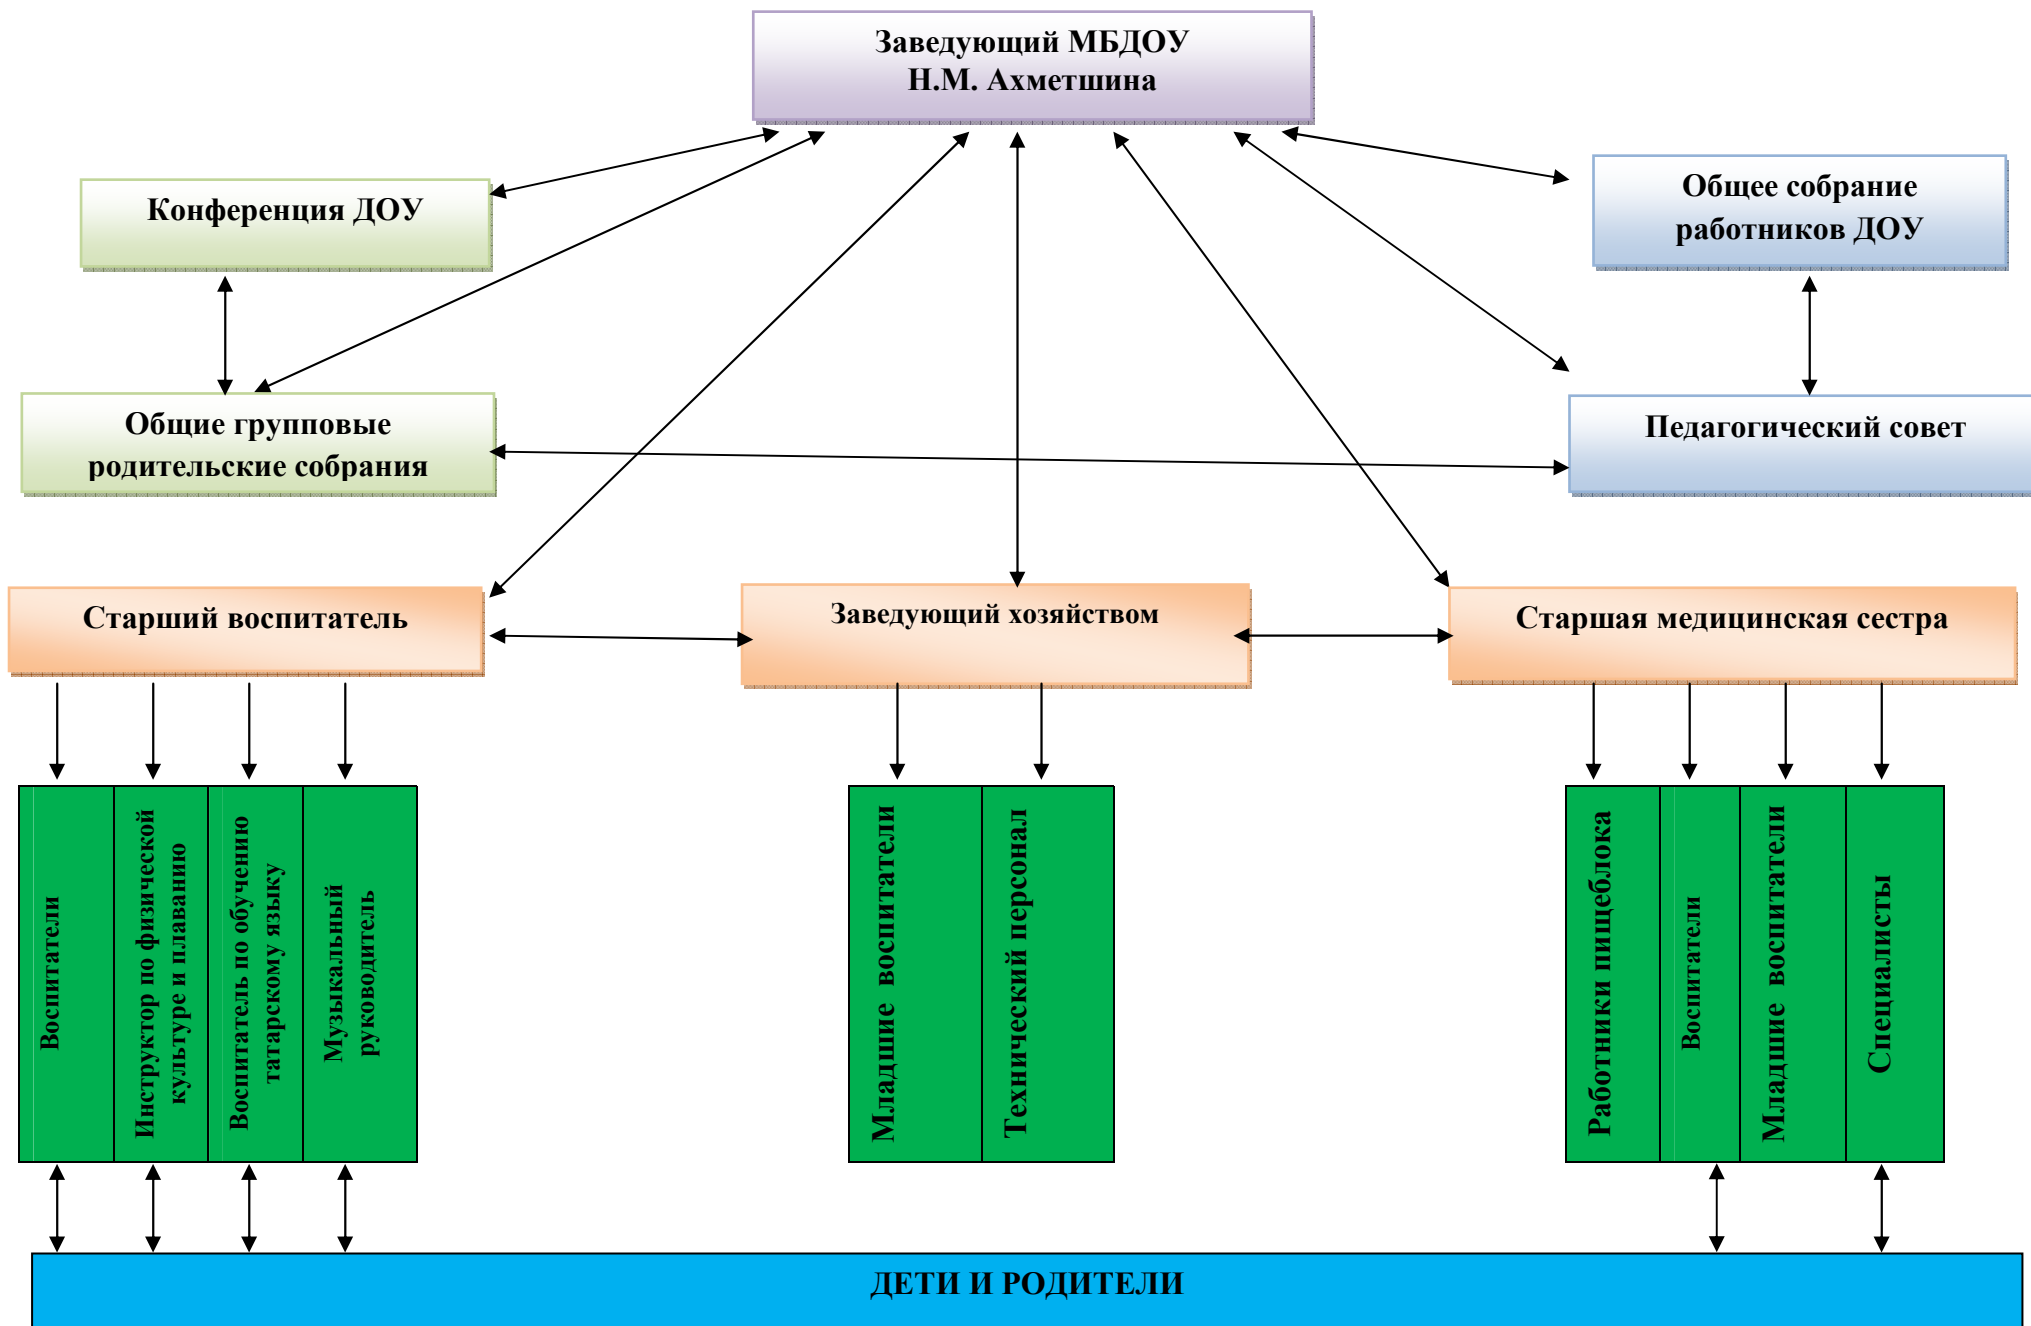 Заведующий МБДОУ
Н.М. Ахметшина
Конференция ДОУ
Общее собрание
работников ДОУ
Общие групповые
родительские собрания
Педагогический совет
Старший воспитатель
Заведующий хозяйством
Старшая медицинская сестра
Воспитатели
Инструктор по физической
культуре и плаванию
Воспитатель по обучению
татарскому языку
Музыкальный
руководитель
Младшие воспитатели
Технический персонал
Работники пищеблока
Воспитатели
Младшие воспитатели
Специалисты
ДЕТИ И РОДИТЕЛИ